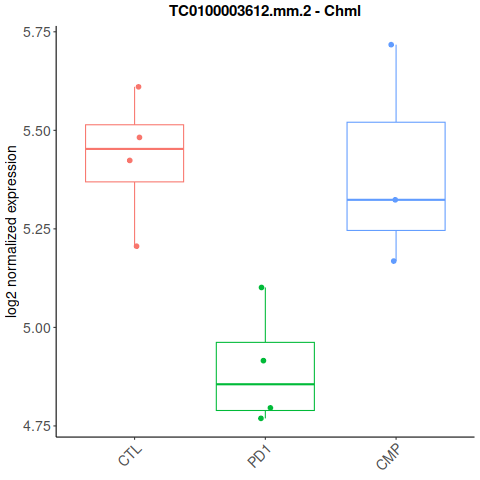 TC0100003612.mm.2 - Chml
log2 normalized expression
5.75
5.50
5.25
5.00
4.75
CTL
PD1
CMP